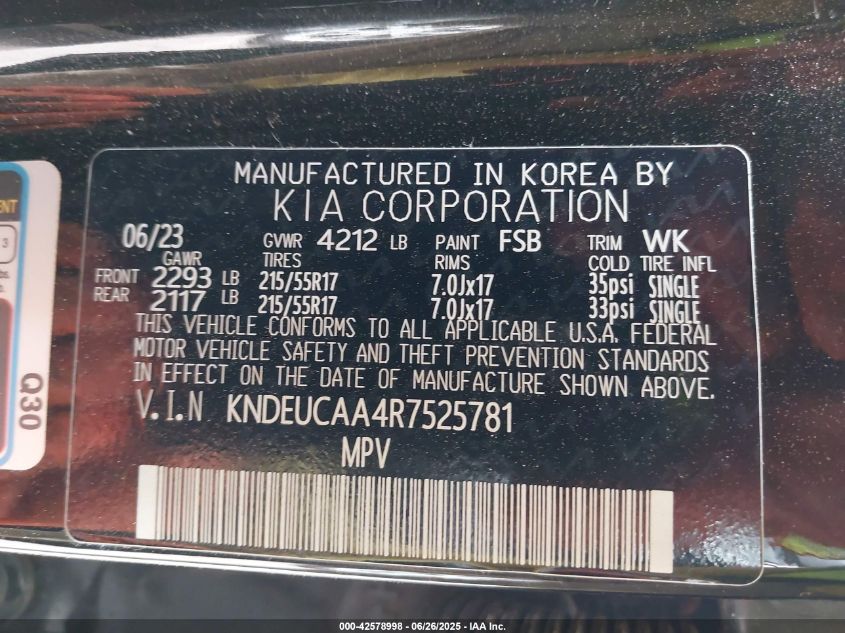 MANUFACTURED IN KOREA BY
KIA CORPORATION
06/23 GVWR 4212 LB PAINT FSB TRIM WK
GAWR TIRES RIMS COLD TIRE INFL
FRONT 2293 LB 215/55R17 7.0Jx17 35psi SINGLE
REAR 2117 LB 215/55R17 7.0Jx17 33psi SINGLE
THIS VEHICLE CONFORMS TO ALL APPLICABLE U.S.A. FEDERAL
MOTOR VEHICLE SAFETY AND THEFT PREVENTION STANDARDS
IN EFFECT ON THE DATE OF MANUFACTURE SHOWN ABOVE.
V.I.N KNDEUCAA4R7525781
MPV
Q30
000-42578998 - 06/26/2025 - IAA Inc.